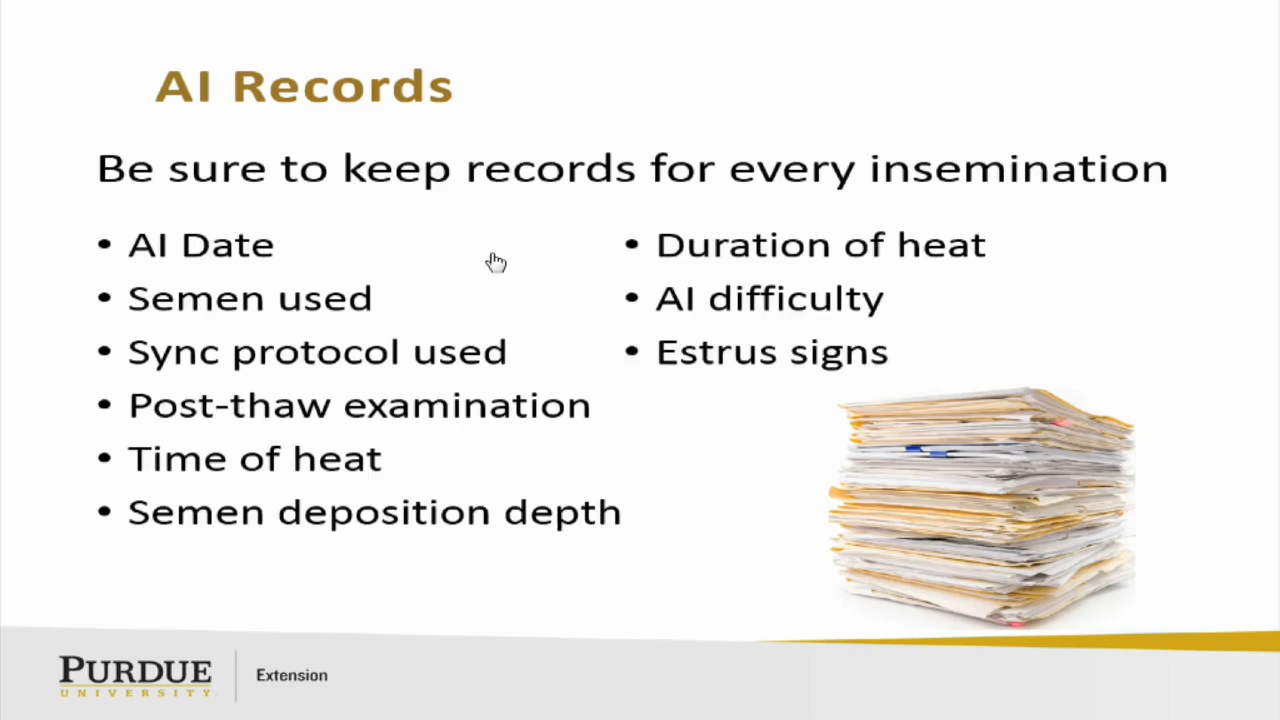 AI Records
Be sure to keep records for every insemination
• AI Date
• Semen used
• Sync protocol used
• Post-thaw examination
• Time of heat
• Semen deposition depth
• Duration of heat
• AI difficulty
• Estrus signs
PURDUE
UNIVERSITY
Extension